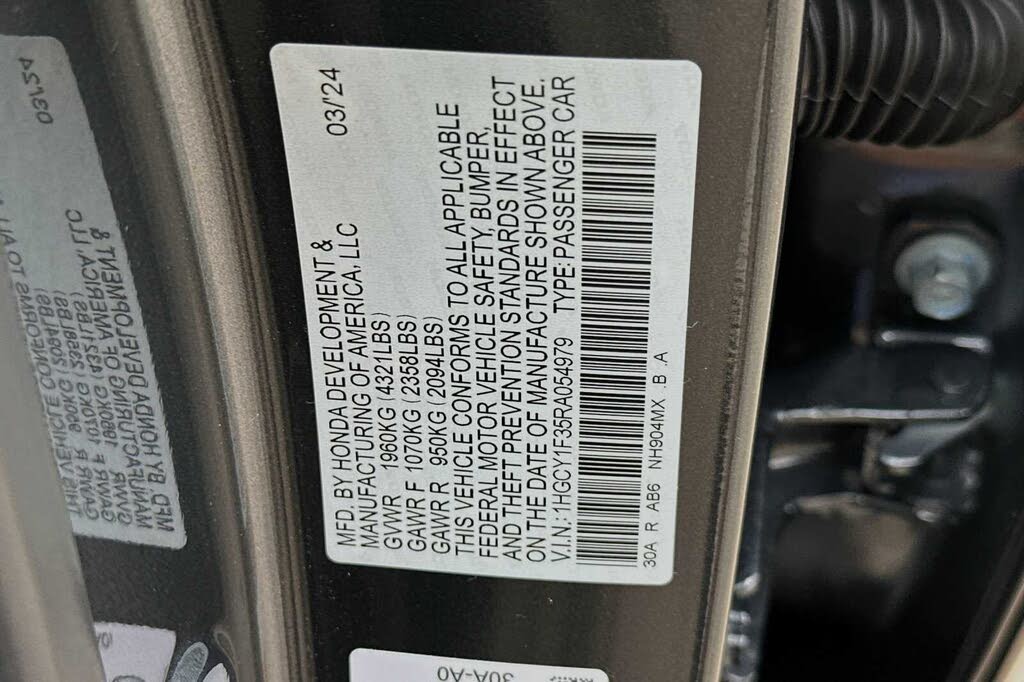 MFD. BY HONDA DEVELOPMENT &
MANUFACTURING OF AMERICA, LLC 03/'24
GVWR 1960KG (4321LBS)
GAWR F 1070KG (2358LBS)
GAWR R 950KG (2094LBS)
THIS VEHICLE CONFORMS TO ALL APPLICABLE
FEDERAL MOTOR VEHICLE SAFETY, BUMPER,
AND THEFT PREVENTION STANDARDS IN EFFECT
ON THE DATE OF MANUFACTURE SHOWN ABOVE.
V.I.N.: 1HGCY1F35RA054979 TYPE: PASSENGER CAR
30A R AB6 NH904MX .B .A
30A-A0